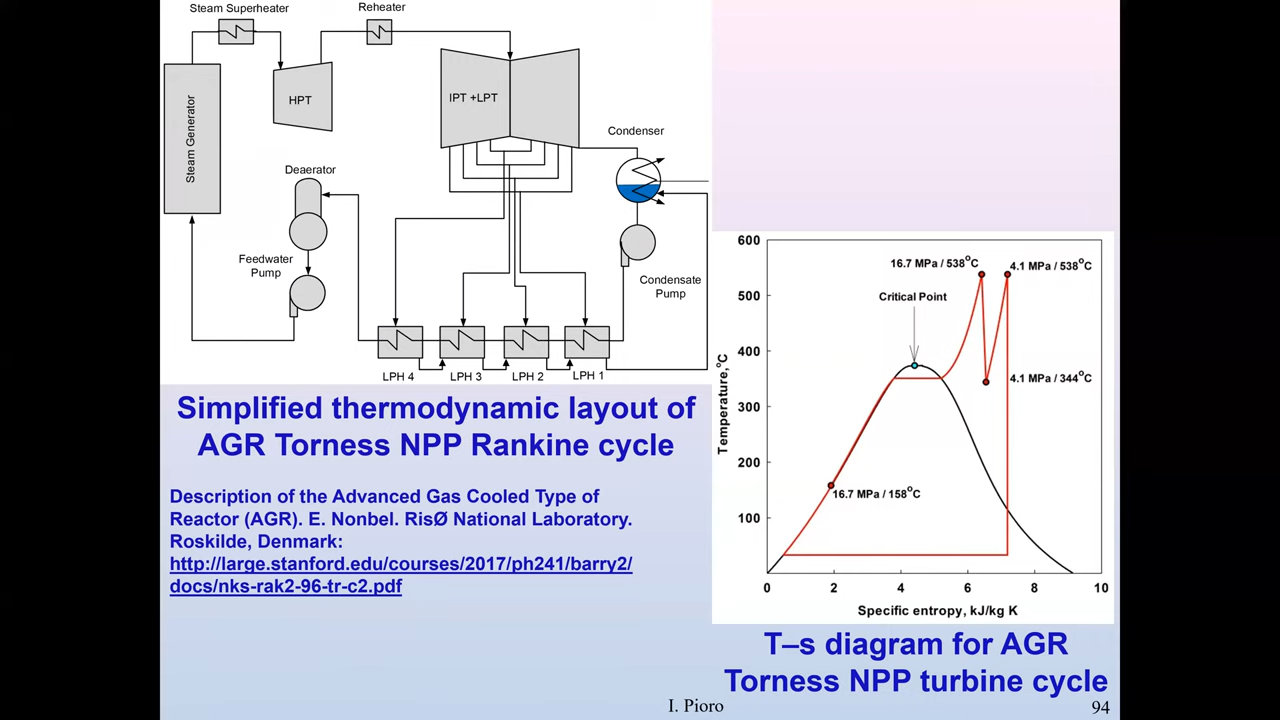 Steam Superheater
Reheater
Steam Generator
HPT
IPT +LPT
Condenser
Deaerator
Feedwater
Pump
Condensate
Pump
LPH 4
LPH 3
LPH 2
LPH 1
Simplified thermodynamic layout of
AGR Torness NPP Rankine cycle
Description of the Advanced Gas Cooled Type of
Reactor (AGR). E. Nonbel. RisØ National Laboratory.
Roskilde, Denmark:
http://large.stanford.edu/courses/2017/ph241/barry2/
docs/nks-rak2-96-tr-c2.pdf
600
500
400
300
200
100
Temperature,°C
16.7 MPa / 538°C
4.1 MPa / 538°C
Critical Point
4.1 MPa / 344°C
16.7 MPa / 158°C
0
2
4
6
8
10
Specific entropy, kJ/kg K
T–s diagram for AGR
Torness NPP turbine cycle
I. Pioro
94